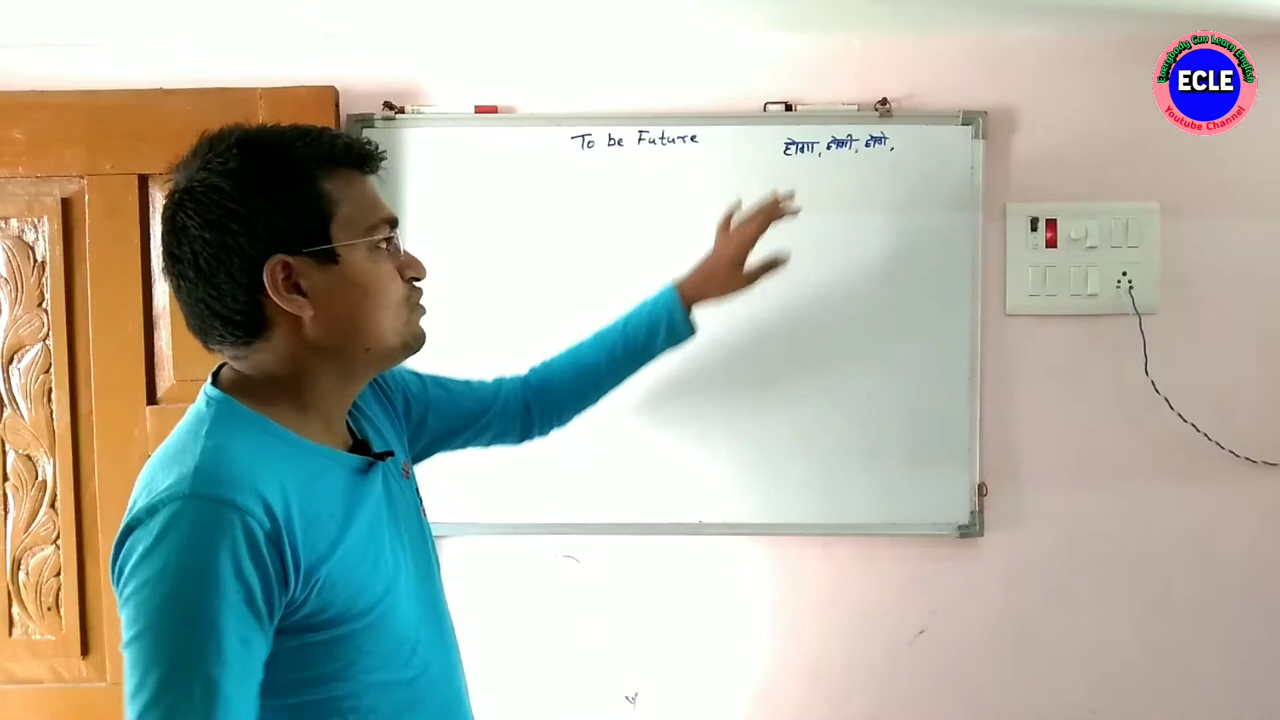 To be Future होगा, होगी, होगे,
Everybody Can Learn English
ECLE
Youtube Channel